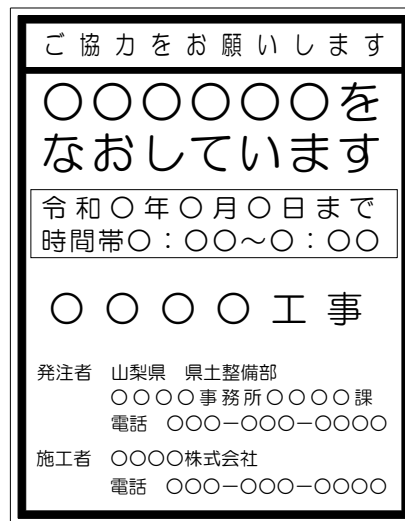 ご協力をお願いします
○○○○○○を
なおしています
令和○年○月○日まで
時間帯○：○○～○：○○
○○○○工事
発注者　山梨県　県土整備部
○○○○事務所○○○○課
電話　○○○－○○○－○○○○
施工者　○○○○株式会社
電話　○○○－○○○－○○○○